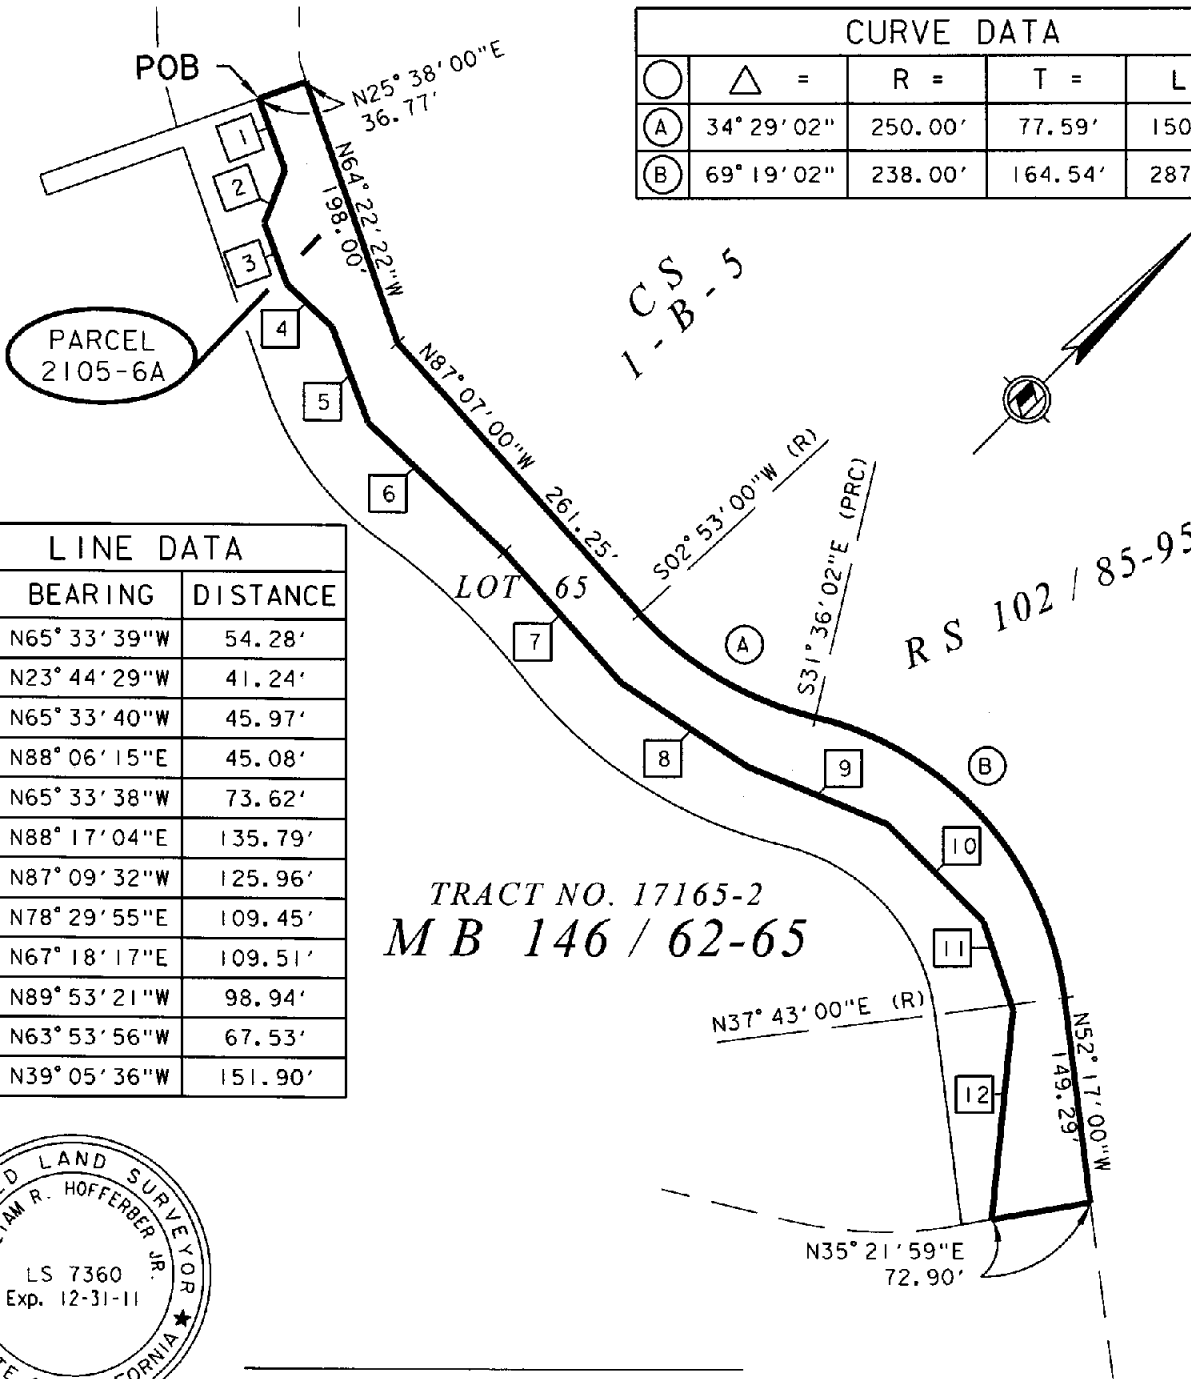 POB
N25°38'00"E
36.77'
CURVE DATA
△ = R = T = L
A 34°29'02" 250.00' 77.59' 150
B 69°19'02" 238.00' 164.54' 287
1
2
3
4
5
6
7
8
9
10
11
12
N64°22'22"W
198.00'
PARCEL
2105-6A
CS
1-B-5
N87°07'00"W 261.25'
S02°53'00"W (R)
S31°36'02"E (PRC)
RS 102 / 85-95
A
B
LOT 65
LINE DATA
BEARING DISTANCE
N65°33'39"W 54.28'
N23°44'29"W 41.24'
N65°33'40"W 45.97'
N88°06'15"E 45.08'
N65°33'38"W 73.62'
N88°17'04"E 135.79'
N87°09'32"W 125.96'
N78°29'55"E 109.45'
N67°18'17"E 109.51'
N89°53'21"W 98.94'
N63°53'56"W 67.53'
N39°05'36"W 151.90'
TRACT NO. 17165-2
MB 146 / 62-65
N37°43'00"E (R)
N52°17'00"W
149.29'
N35°21'59"E
72.90'
LAND SURVEYOR
R. HOFFERBER JR.
LS 7360
Exp. 12-31-11